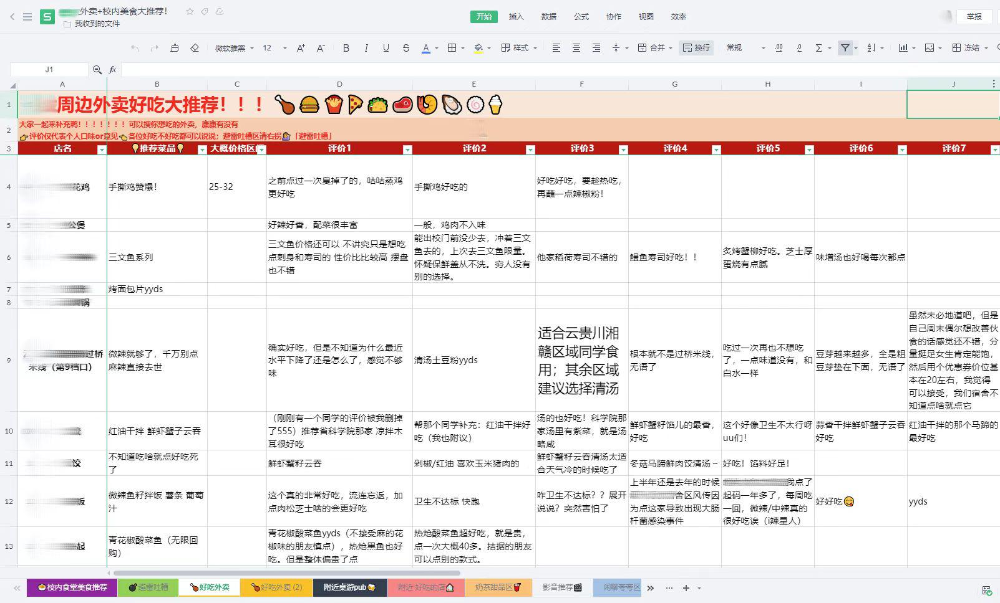 外卖+校内美食大推荐!
我收到的文件
开始 插入 数据 公式 协作 视图 效率
举报
微软雅黑 12 A+ A- B I U S A 样式 合并 换行 常规 冻结
J1 fx
A B C D E F G H I J
1 周边外卖好吃大推荐！！！
2 大家一起来补充鸭！！！！！！！可以搜你想吃的外卖，康康有没有
👉评价仅代表个人口味or意见👈各位好吃不好吃都可以说说；避雷吐槽区请右拐🙋「避雷吐槽」
3 店名 💡推荐菜品💡 大概价格区 评价1 评价2 评价3 评价4 评价5 评价6 评价7
4
花鸡
手撕鸡赞爆！
25-32
之前点过一次臭掉了的，咕咕蒸鸡
更好吃
手撕鸡好吃的
好吃好吃，要趁热吃，
再蘸一点辣椒粉！
5
公煲
好辣好香，配菜很丰富
一般，鸡肉不入味
6
三文鱼系列
三文鱼价格还可以 不讲究只是想吃
点刺身和寿司的 性价比比较高 摆盘
也不错
能出校门前没少去，冲着三文
鱼去的，上次去三文鱼限量。
怀疑保鲜盖从不洗。穷人没有
别的选择。
他家稻荷寿司不错的
鳗鱼寿司好吃！！
炙烤蟹柳好吃。芝士厚
蛋烧有点腻
味增汤也好喝每次都点
7
烤面包片yyds
8
锅
9
过桥
米线（第9档口）
微辣就够了，千万别点
麻辣直接去世
确实好吃，但是不知道为什么最近
水平下降了还是怎么了，感觉不够
味
清汤土豆粉yyds
适合云贵川湘
赣区域同学食
用；其余区域
建议选择清汤
根本就不是过桥米线，
无语了
吃过一次再也不想吃
了，一点味道没有，和
白水一样
豆芽越来越多，全是粗
豆芽垫在下面，无语了
虽然未必地道吧，但是
自己周末偶尔想改善伙
食的话感觉还不错，分
量挺足女生肯定能饱，
然后用个优惠券价位基
本在20左右，我觉得
可以接受，我们宿舍不
知道点啥就点它
10
红油干拌 鲜虾蟹子云吞
（刚刚有一个同学的评价被我删掉
了555）推荐省科学院那家 凉拌木
耳很好吃
帮那个同学补充：红油干拌好
吃（我也附议）
汤的也好吃！科学院那
家汤里有紫菜，就是汤
略咸
鲜虾蟹籽馅儿的最香，
好吃
这个好像卫生不太行呀
uu们！
蒜香干拌鲜虾蟹子云吞
好吃
红油干拌的那个马蹄的
最好吃
11
饺
不知道吃啥就点好吃死
了
鲜虾蟹籽云吞
剁椒/红油 喜欢玉米猪肉的
鲜虾蟹籽云吞清汤太适
合天气冷的时候吃了
冬菇马蹄鲜肉饺清汤～
好吃！馅料好足！
12
饭
微辣鱼籽拌饭 薯条 葡萄
汁
这个真的非常好吃，流连忘返，加
点肉松芝士啥的会更好吃
卫生不达标 快跑
咋卫生不达标？？展开
说说？突然害怕了
上半年还是去年的时候
舍区风传因
为点这家导致出现大肠
杆菌感染事件
我点了
起码一年多了，每周吃
一回，微辣/中辣真的
很好吃诶（i辣星人）
好好吃😋
yyds
13
起
青花椒酸菜鱼（无限回
购）
青花椒酸菜鱼yyds（不接受麻的花
椒味的朋友慎点），热炝黑鱼也好
吃。但是整体偏贵了点
热炝酸菜鱼超好吃，就是贵，
点一次大概40多。拮据的朋友
可以点别的款式。
校内食堂美食推荐 避雷吐槽 好吃外卖 好吃外卖 (2) 附近桌游pub 附近 好吃的店 奶茶甜品区 影音推荐 闲聊夸夸区